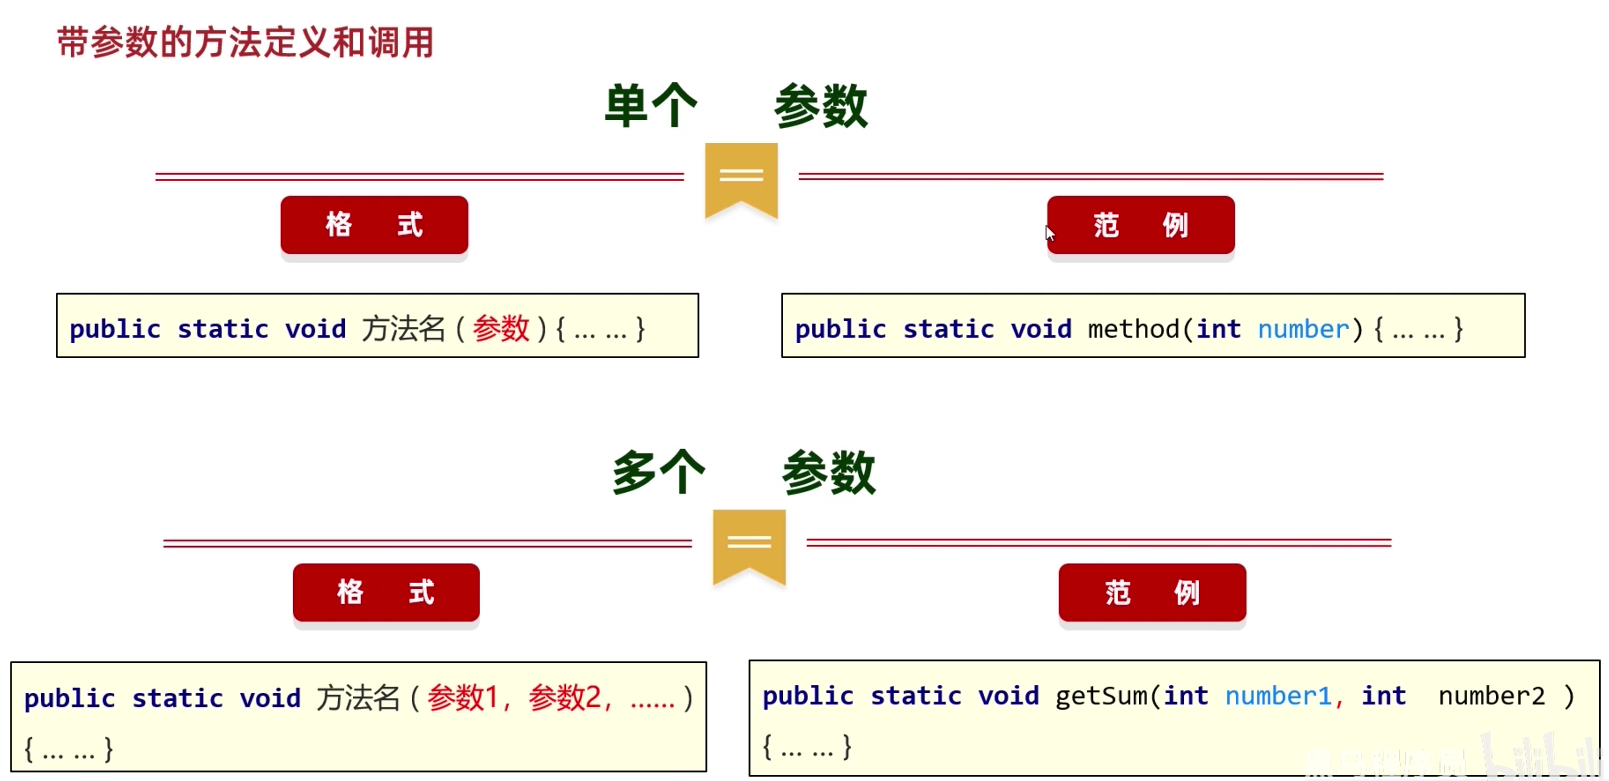 带参数的方法定义和调用
单个 参数
格 式
范 例
public static void 方法名 ( 参数 ) { ... ... }
public static void method(int number) { ... ... }
多个 参数
格 式
范 例
public static void 方法名 ( 参数1, 参数2, ...... )
{ ... ... }
public static void getSum(int number1, int number2 )
{ ... ... }
bilibili